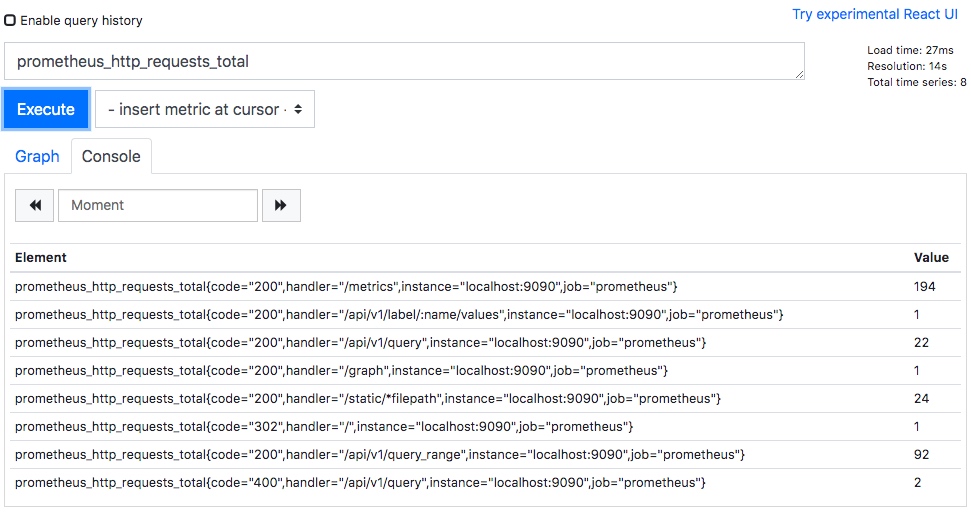 Enable query history
Try experimental React UI
prometheus_http_requests_total
Load time: 27ms
Resolution: 14s
Total time series: 8
Execute
- insert metric at cursor -
Graph
Console
Moment
Element Value
prometheus_http_requests_total{code="200",handler="/metrics",instance="localhost:9090",job="prometheus"} 194
prometheus_http_requests_total{code="200",handler="/api/v1/label/:name/values",instance="localhost:9090",job="prometheus"} 1
prometheus_http_requests_total{code="200",handler="/api/v1/query",instance="localhost:9090",job="prometheus"} 22
prometheus_http_requests_total{code="200",handler="/graph",instance="localhost:9090",job="prometheus"} 1
prometheus_http_requests_total{code="200",handler="/static/*filepath",instance="localhost:9090",job="prometheus"} 24
prometheus_http_requests_total{code="302",handler="/",instance="localhost:9090",job="prometheus"} 1
prometheus_http_requests_total{code="200",handler="/api/v1/query_range",instance="localhost:9090",job="prometheus"} 92
prometheus_http_requests_total{code="400",handler="/api/v1/query",instance="localhost:9090",job="prometheus"} 2